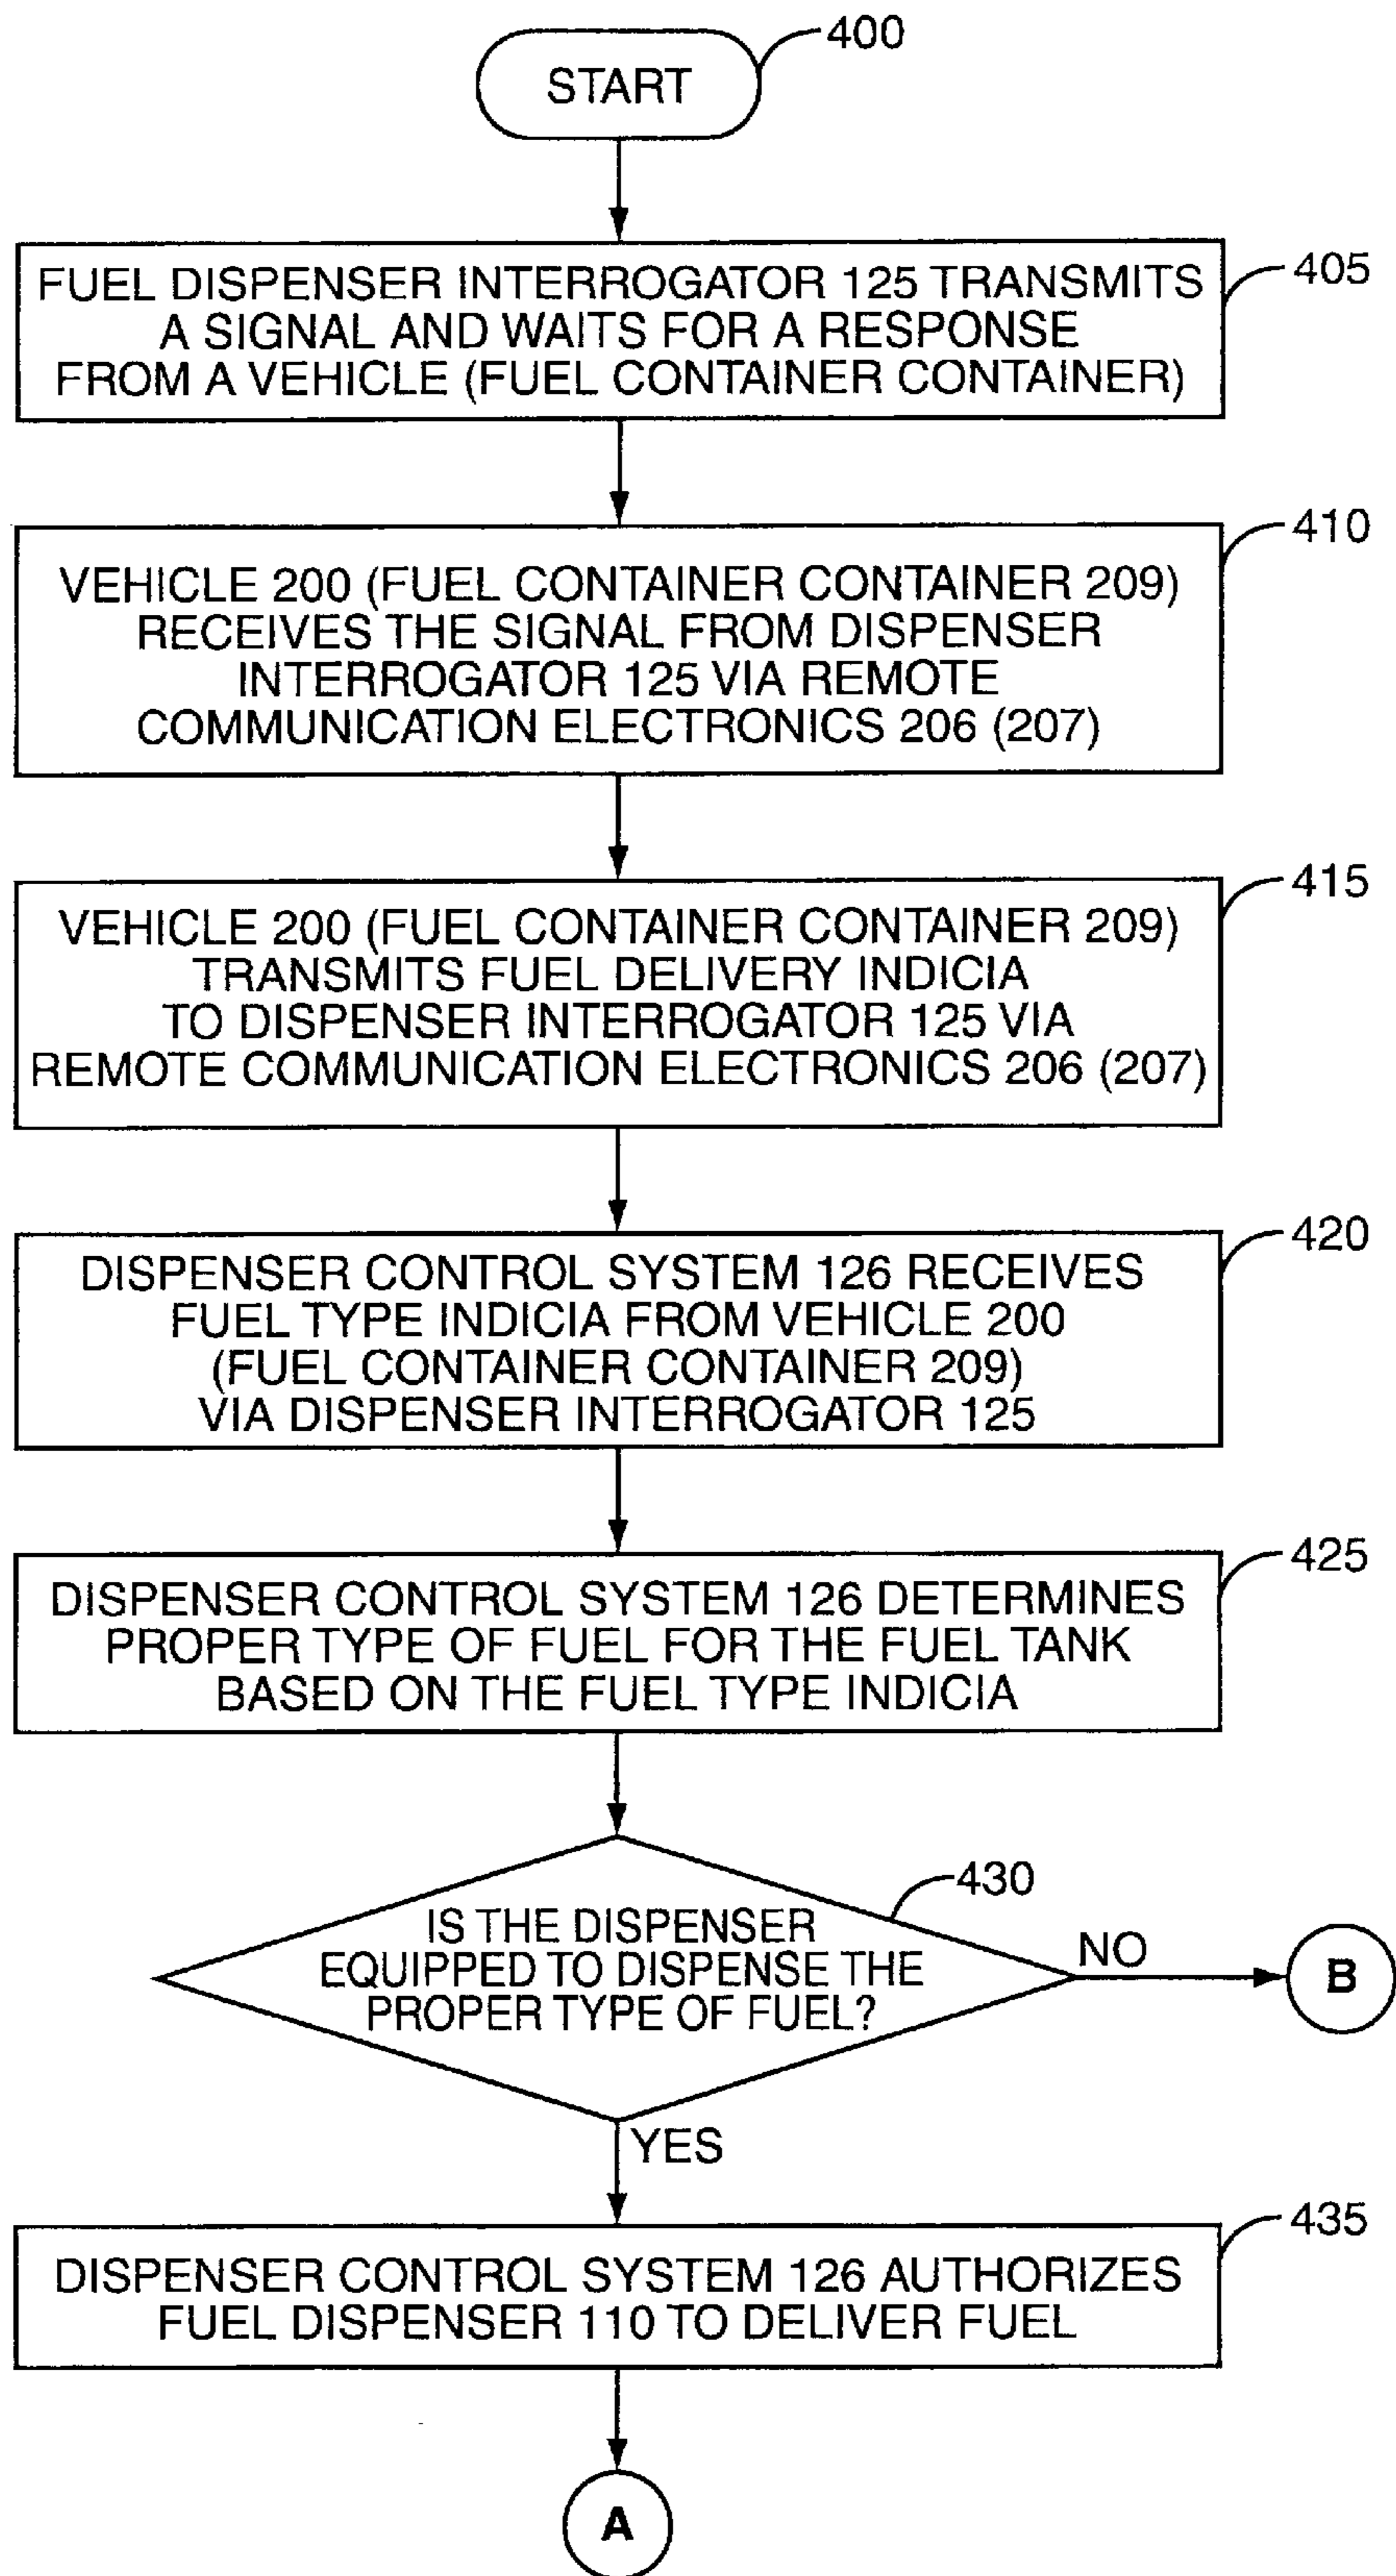 400
START
405
FUEL DISPENSER INTERROGATOR 125 TRANSMITS
A SIGNAL AND WAITS FOR A RESPONSE
FROM A VEHICLE (FUEL CONTAINER CONTAINER)
410
VEHICLE 200 (FUEL CONTAINER CONTAINER 209)
RECEIVES THE SIGNAL FROM DISPENSER
INTERROGATOR 125 VIA REMOTE
COMMUNICATION ELECTRONICS 206 (207)
415
VEHICLE 200 (FUEL CONTAINER CONTAINER 209)
TRANSMITS FUEL DELIVERY INDICIA
TO DISPENSER INTERROGATOR 125 VIA
REMOTE COMMUNICATION ELECTRONICS 206 (207)
420
DISPENSER CONTROL SYSTEM 126 RECEIVES
FUEL TYPE INDICIA FROM VEHICLE 200
(FUEL CONTAINER CONTAINER 209)
VIA DISPENSER INTERROGATOR 125
425
DISPENSER CONTROL SYSTEM 126 DETERMINES
PROPER TYPE OF FUEL FOR THE FUEL TANK
BASED ON THE FUEL TYPE INDICIA
430
IS THE DISPENSER
EQUIPPED TO DISPENSE THE
PROPER TYPE OF FUEL?
NO
B
YES
435
DISPENSER CONTROL SYSTEM 126 AUTHORIZES
FUEL DISPENSER 110 TO DELIVER FUEL
A